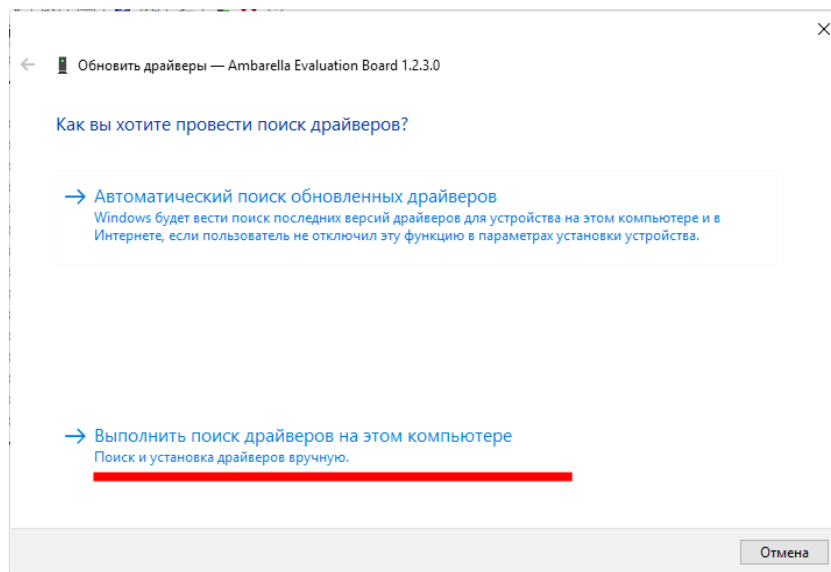 Обновить драйверы — Ambarella Evaluation Board 1.2.3.0
Как вы хотите провести поиск драйверов?
Автоматический поиск обновленных драйверов
Windows будет вести поиск последних версий драйверов для устройства на этом компьютере и в
Интернете, если пользователь не отключил эту функцию в параметрах установки устройства.
Выполнить поиск драйверов на этом компьютере
Поиск и установка драйверов вручную.
Отмена